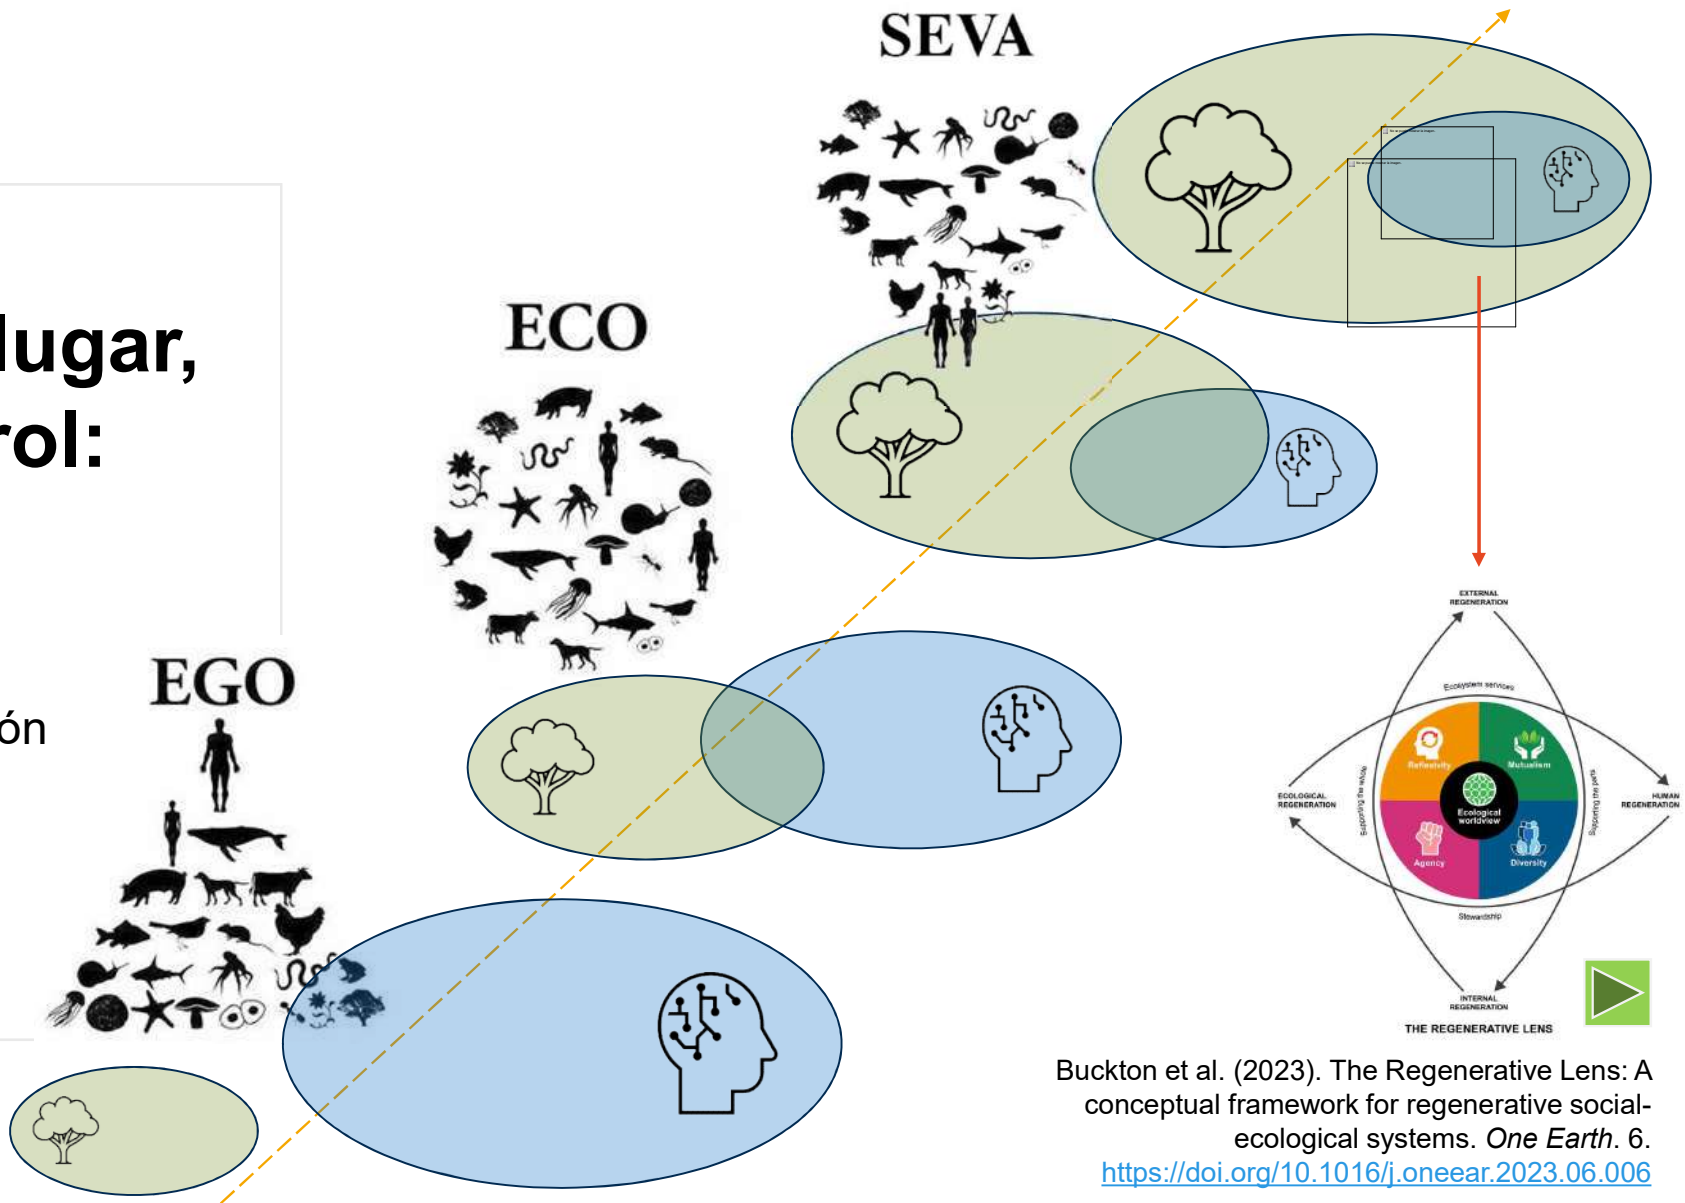 SEVA
lugar,
rol:
ECO
EGO
ón
EXTERNAL
REGENERATION
Ecosystem services
Supporting the whole
Supporting the parts
Reflexivity
Mutualism
ECOLOGICAL
REGENERATION
Ecological
worldview
HUMAN
REGENERATION
Agency
Diversity
Stewardship
INTERNAL
REGENERATION
THE REGENERATIVE LENS
Buckton et al. (2023). The Regenerative Lens: A
conceptual framework for regenerative social-
ecological systems. One Earth. 6.
https://doi.org/10.1016/j.oneear.2023.06.006